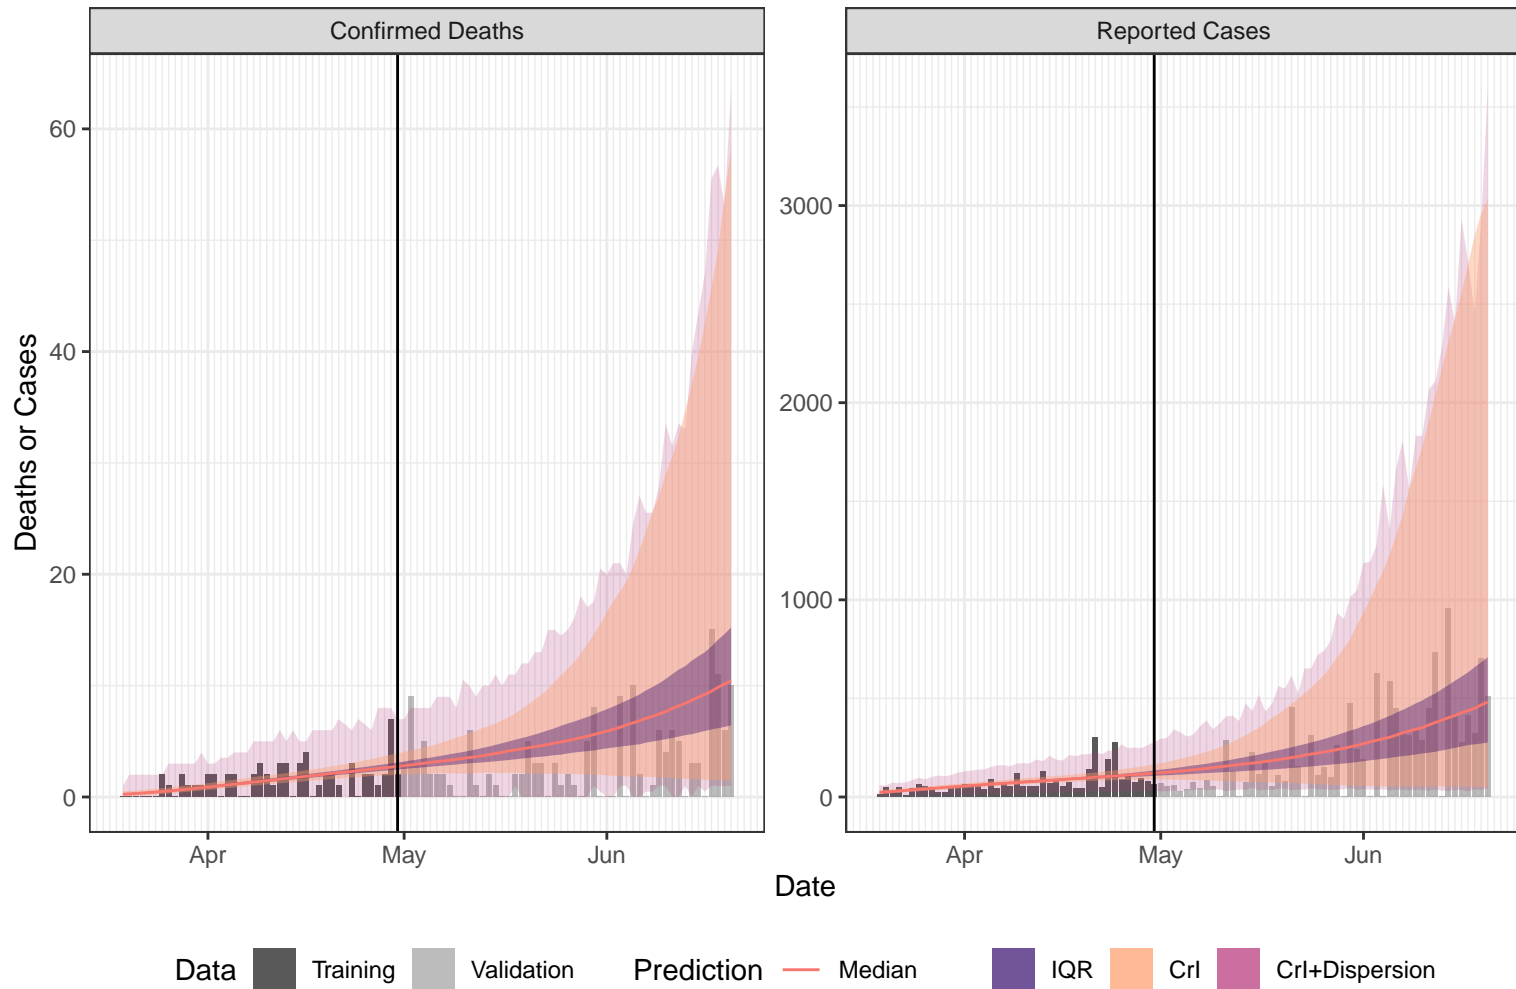 Confirmed Deaths
Reported Cases
Deaths or Cases
60
40
20
0
3000
2000
1000
0
Apr
May
Jun
Apr
May
Jun
Date
Data Training Validation Prediction Median IQR CrI CrI+Dispersion